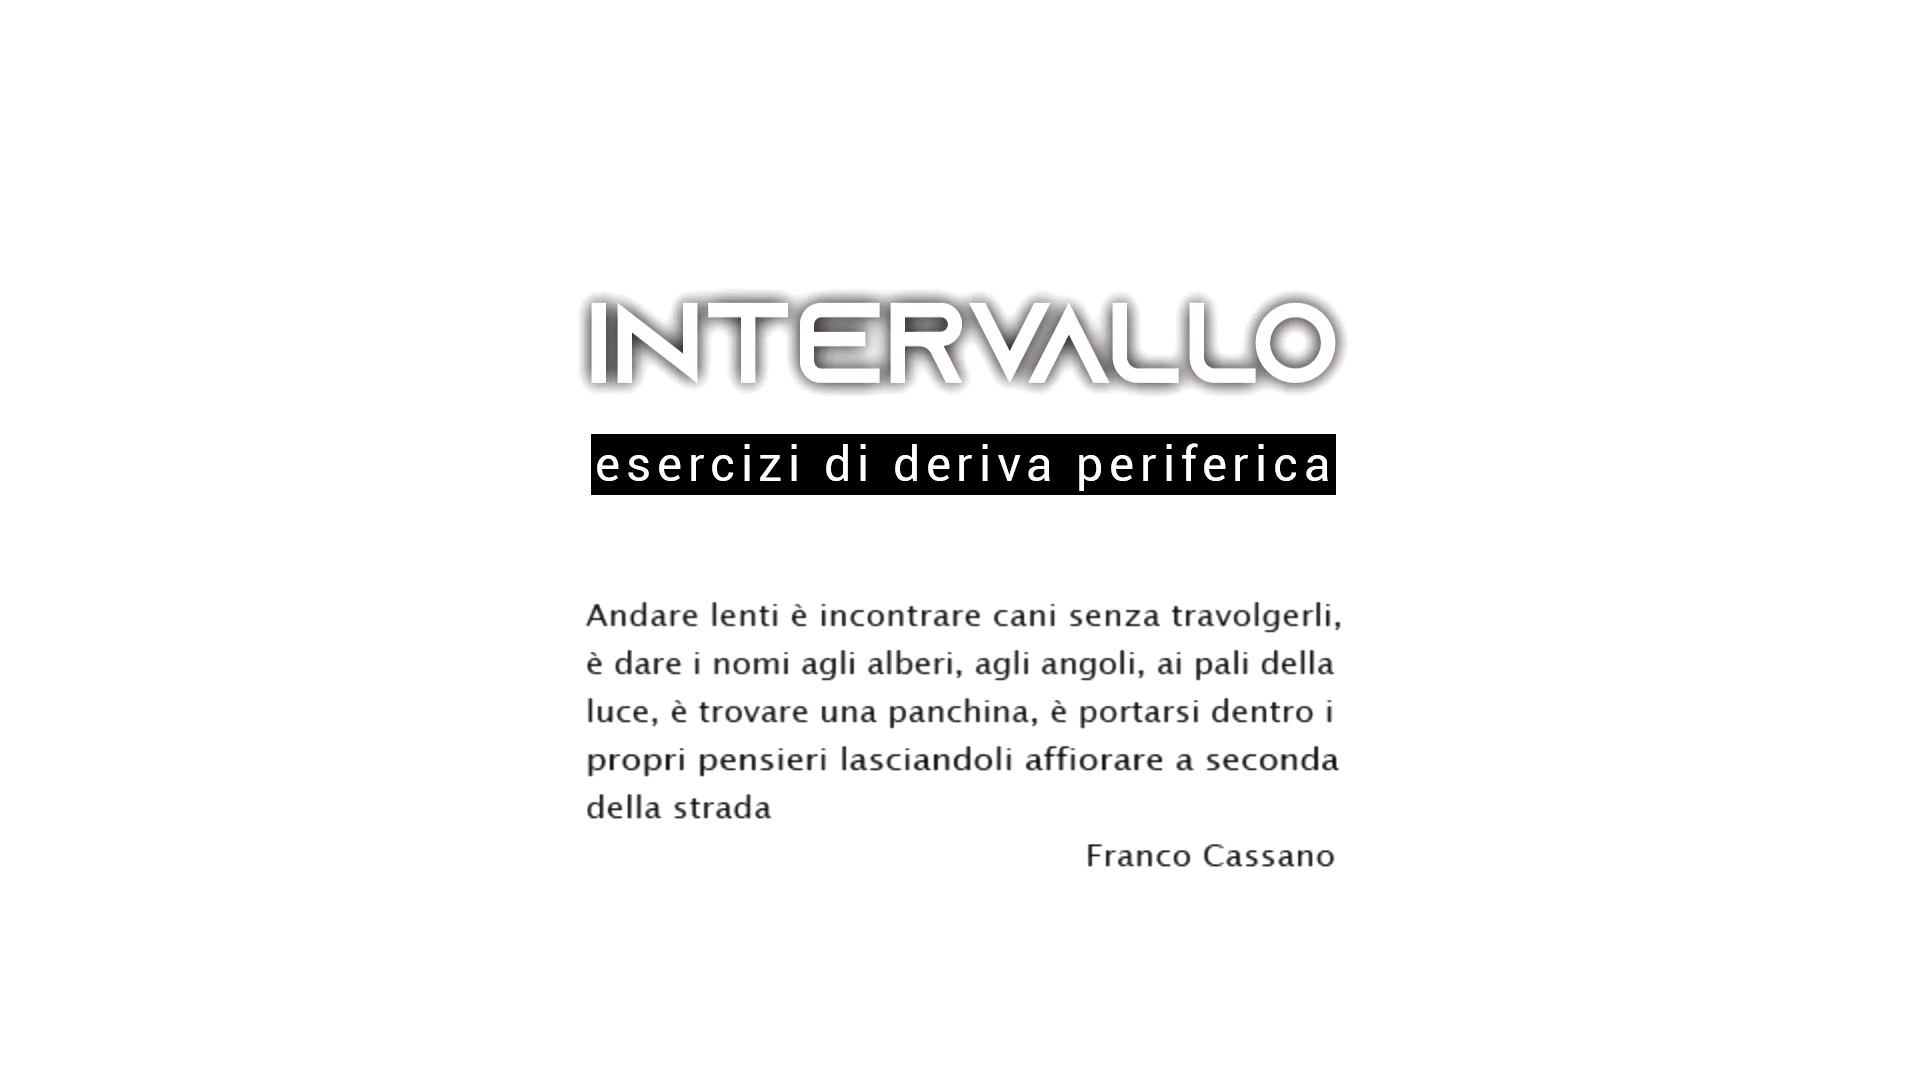 INTERVALLO
esercizi di deriva periferica
Andare lenti è incontrare cani senza travolgerli,
è dare i nomi agli alberi, agli angoli, ai pali della
luce, è trovare una panchina, è portarsi dentro i
propri pensieri lasciandoli affiorare a seconda
della strada
Franco Cassano